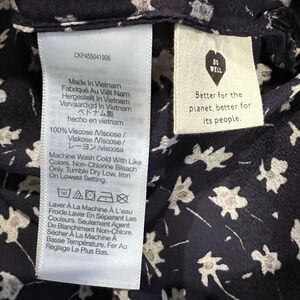 CKF455041906
Made In Vietnam
Fabriqué Au Viêt Nam
Hergestellt In Vietnam
Vervaardigd In Vietnam
ベトナム製
hecho en vietnam
100% Viscose /Viscose /
Viskose /Viscosa /
レーヨン /viscosa
Machine Wash Cold With Like
Colors. Non-Chlorine Bleach
Only. Tumble Dry Low. Iron
On Lowest Setting.
Laver À La Machine À L'eau
Froide.Laver En Séparant Les
Couleurs. Seulement Agent
De Blanchiment Non-Chloré.
Sécher À La Machine À
Basse Température. Fer Au
Réglage Le Plus Bas.
DO
WELL
Better for the
planet, better for
its people.